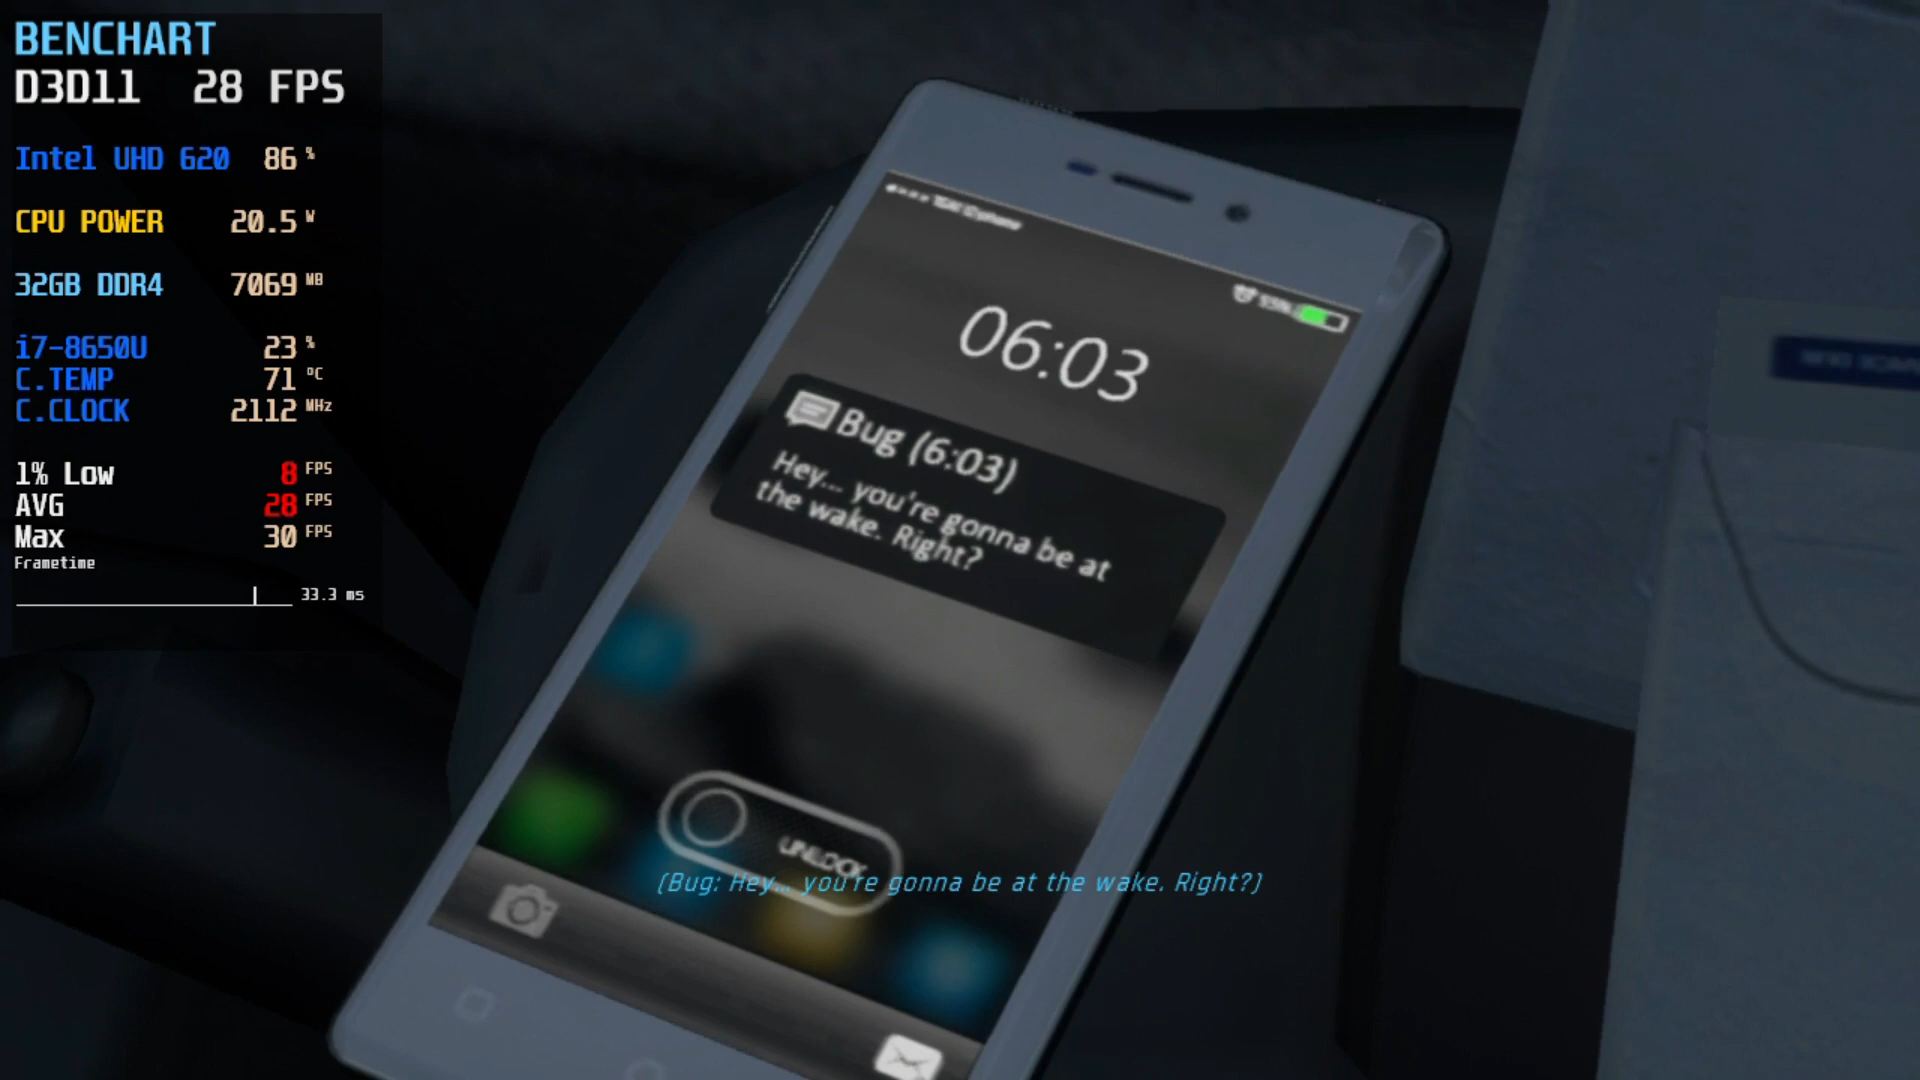 BENCHART
D3D11 28 FPS
Intel UHD 620 86 %
CPU POWER 20.5 W
32GB DDR4 7069 MB
i7-8650U 23 %
C.TEMP 71 °C
C.CLOCK 2112 MHz
1% Low 8 FPS
AVG 28 FPS
Max 30 FPS
Frametime
33.3 ms
06:03
Bug (6:03)
Hey... you're gonna be at
the wake. Right?
UNLOCK
(Bug: Hey... you're gonna be at the wake. Right?)